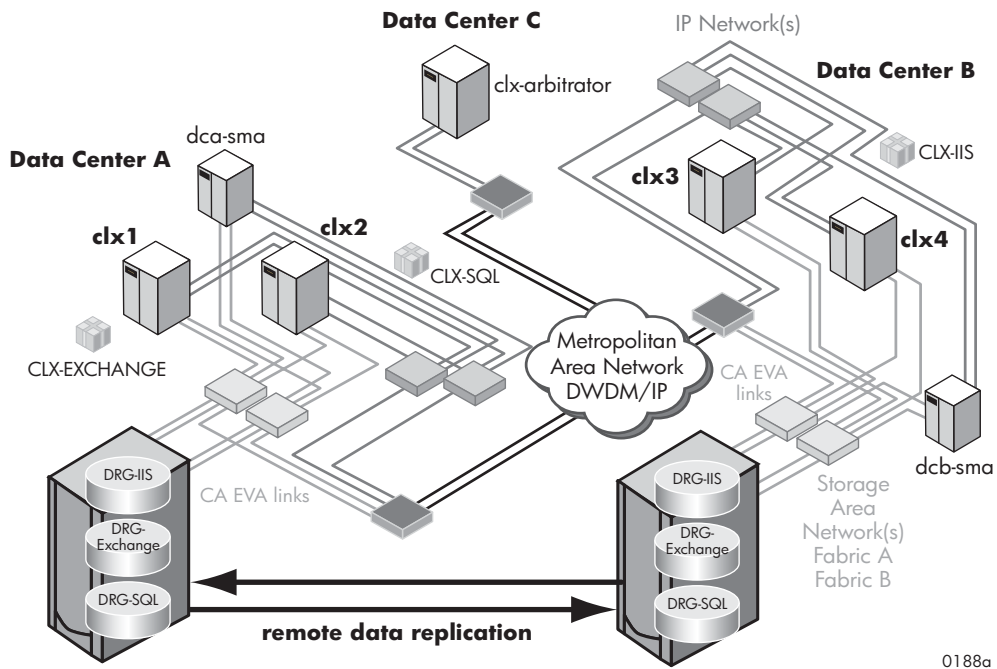 Data Center C
IP Network(s)
clx-arbitrator
Data Center B
dca-sma
Data Center A
CLX-IIS
clx3
clx1
clx2
clx4
CLX-SQL
CLX-EXCHANGE
Metropolitan
Area Network
DWDM/IP
CA EVA
links
dcb-sma
DRG-IIS
CA EVA links
DRG-IIS
Storage
Area
Network(s)
Fabric A
Fabric B
DRG-
Exchange
DRG-
Exchange
DRG-SQL
DRG-SQL
remote data replication
0188a